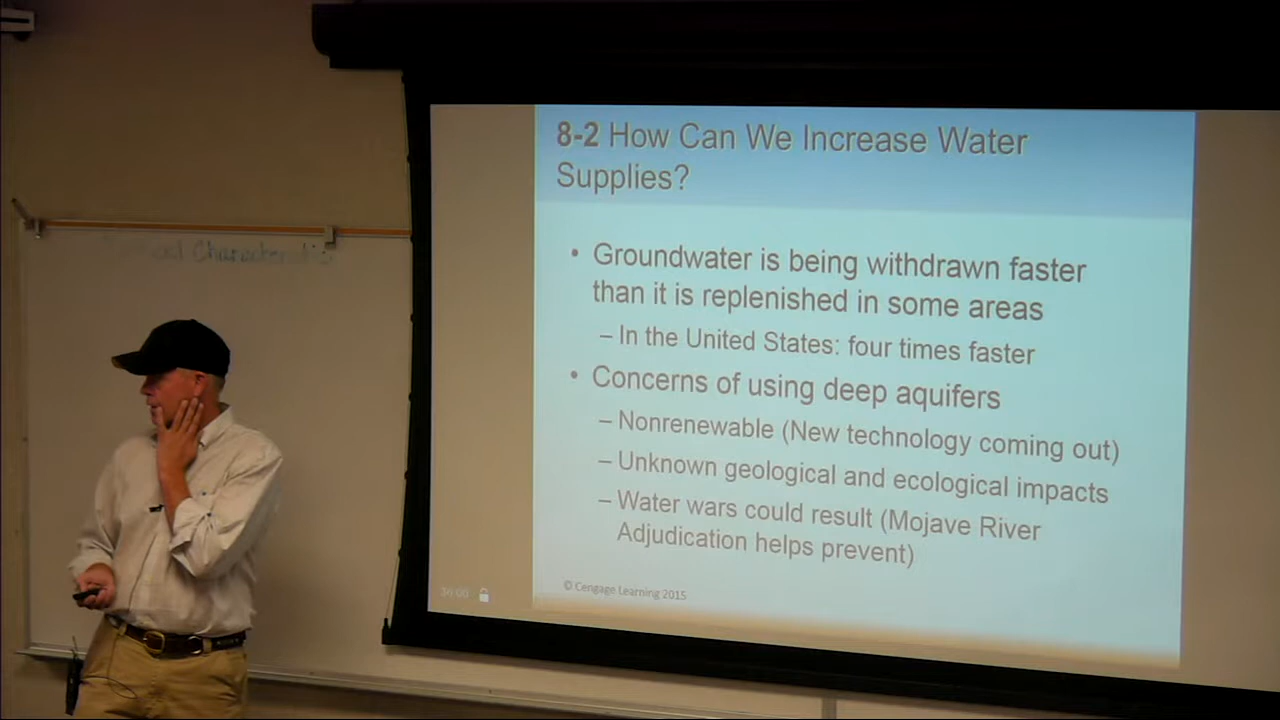 8-2 How Can We Increase Water
Supplies?
• Groundwater is being withdrawn faster
than it is replenished in some areas
– In the United States: four times faster
• Concerns of using deep aquifers
– Nonrenewable (New technology coming out)
– Unknown geological and ecological impacts
– Water wars could result (Mojave River
Adjudication helps prevent)
© Cengage Learning 2015